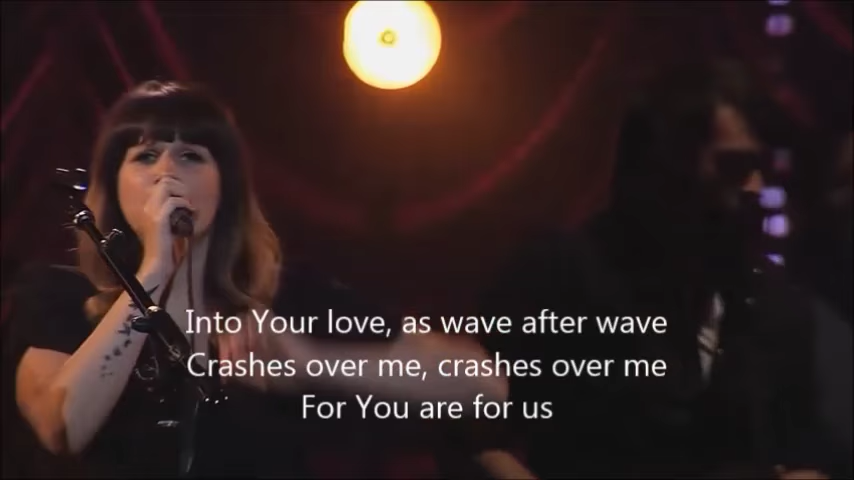 Into Your love, as wave after wave
Crashes over me, crashes over me
For You are for us